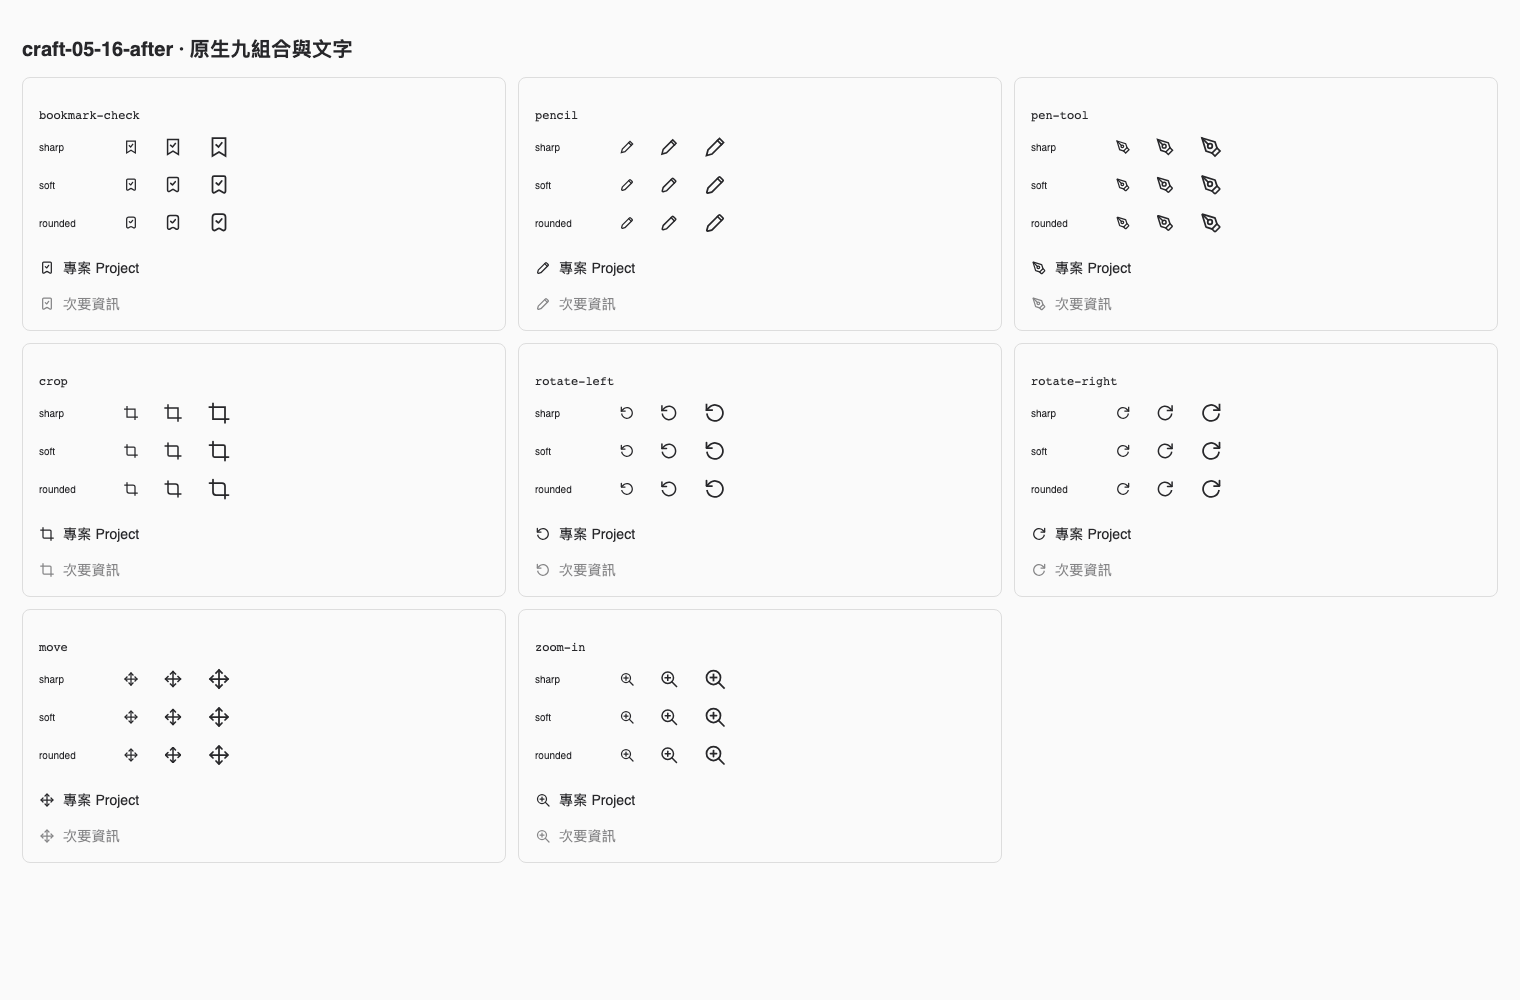 craft-05-16-after · 原生九組合與文字
bookmark-check
sharp
soft
rounded
專案 Project
次要資訊
pencil
sharp
soft
rounded
專案 Project
次要資訊
pen-tool
sharp
soft
rounded
專案 Project
次要資訊
crop
sharp
soft
rounded
專案 Project
次要資訊
rotate-left
sharp
soft
rounded
專案 Project
次要資訊
rotate-right
sharp
soft
rounded
專案 Project
次要資訊
move
sharp
soft
rounded
專案 Project
次要資訊
zoom-in
sharp
soft
rounded
專案 Project
次要資訊